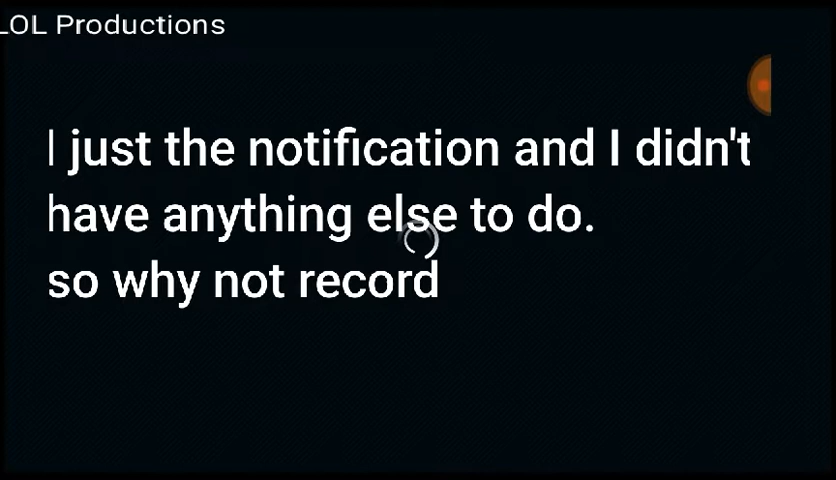 LOL Productions
I just the notification and I didn't
have anything else to do.
so why not record